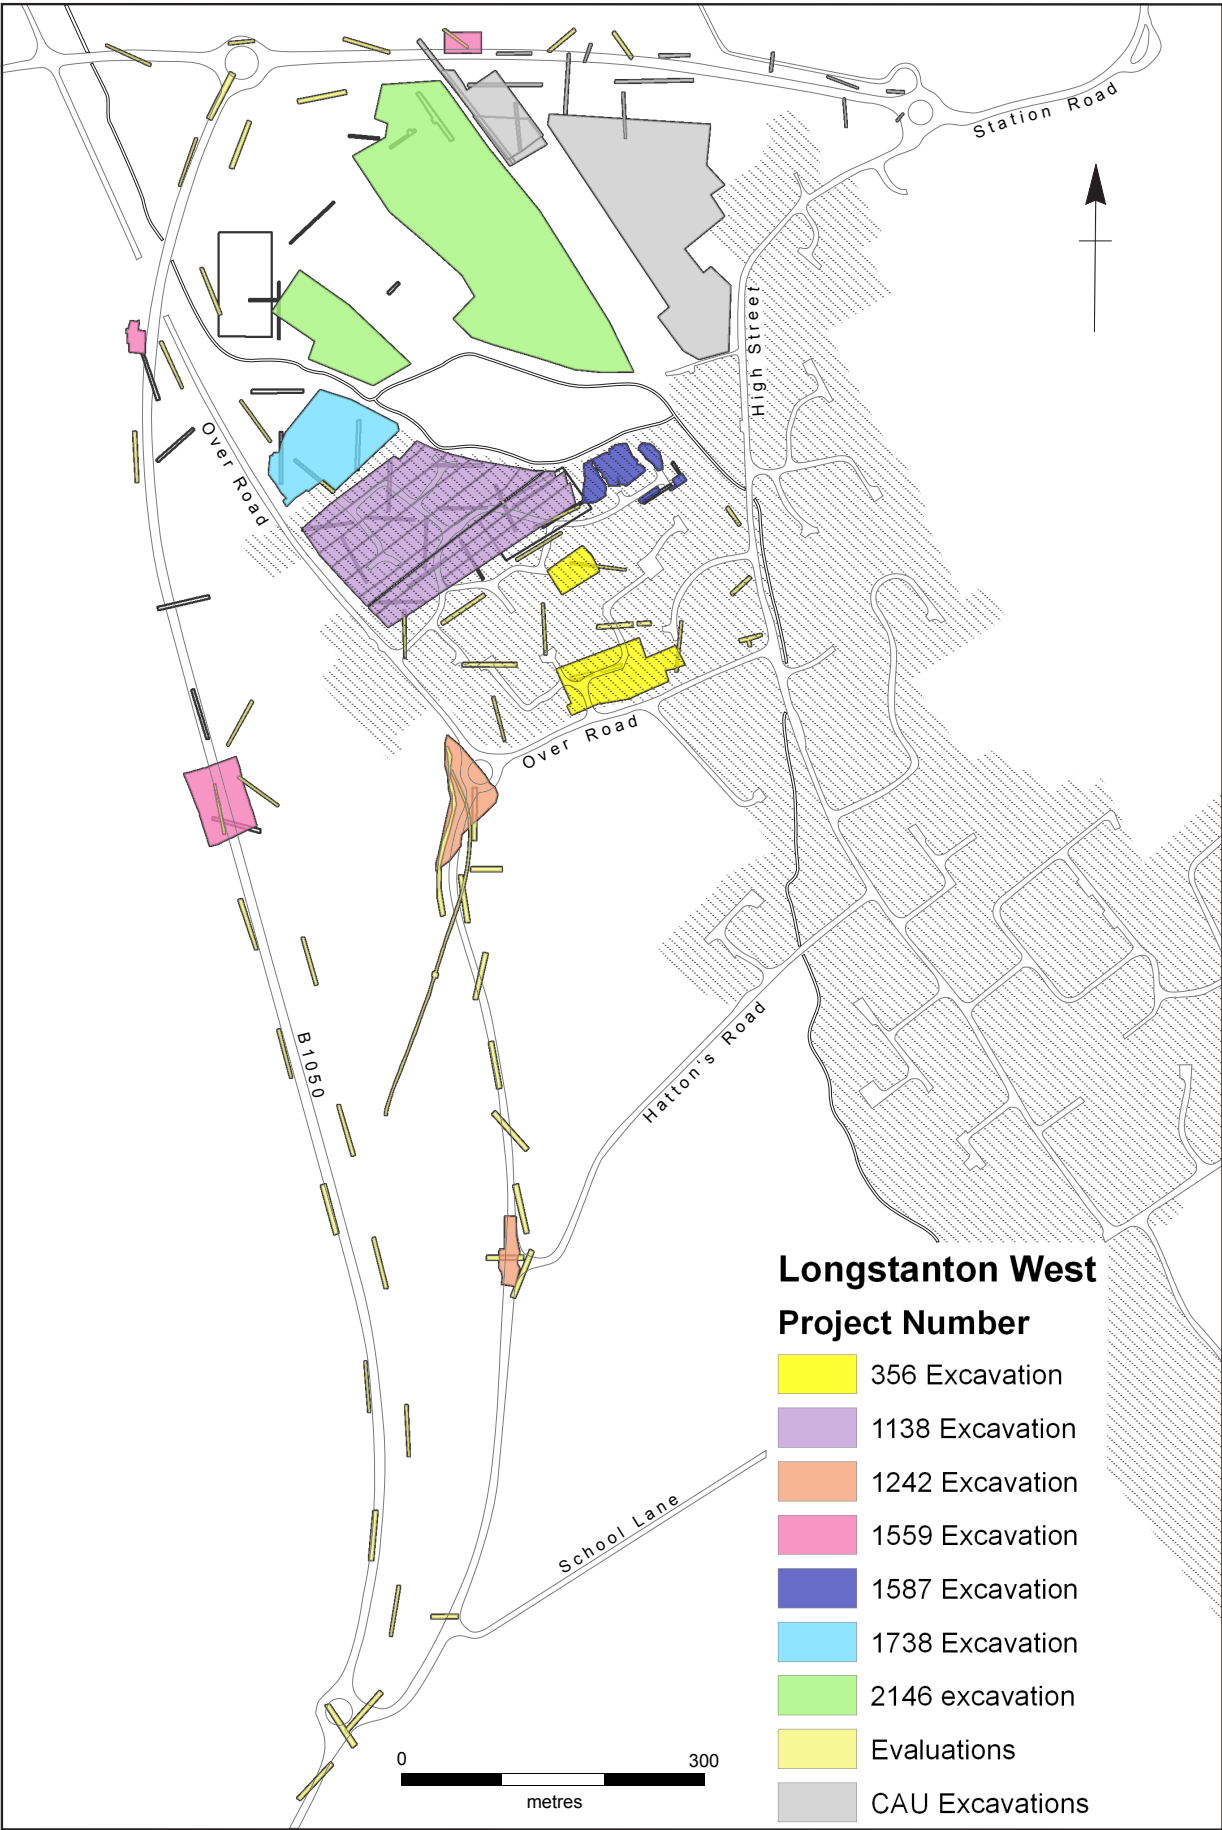 Station Road
High Street
Over Road
Over Road
B1050
Hatton's Road
School Lane
Longstanton West
Project Number
356 Excavation
1138 Excavation
1242 Excavation
1559 Excavation
1587 Excavation
1738 Excavation
2146 excavation
Evaluations
CAU Excavations
0 300
metres